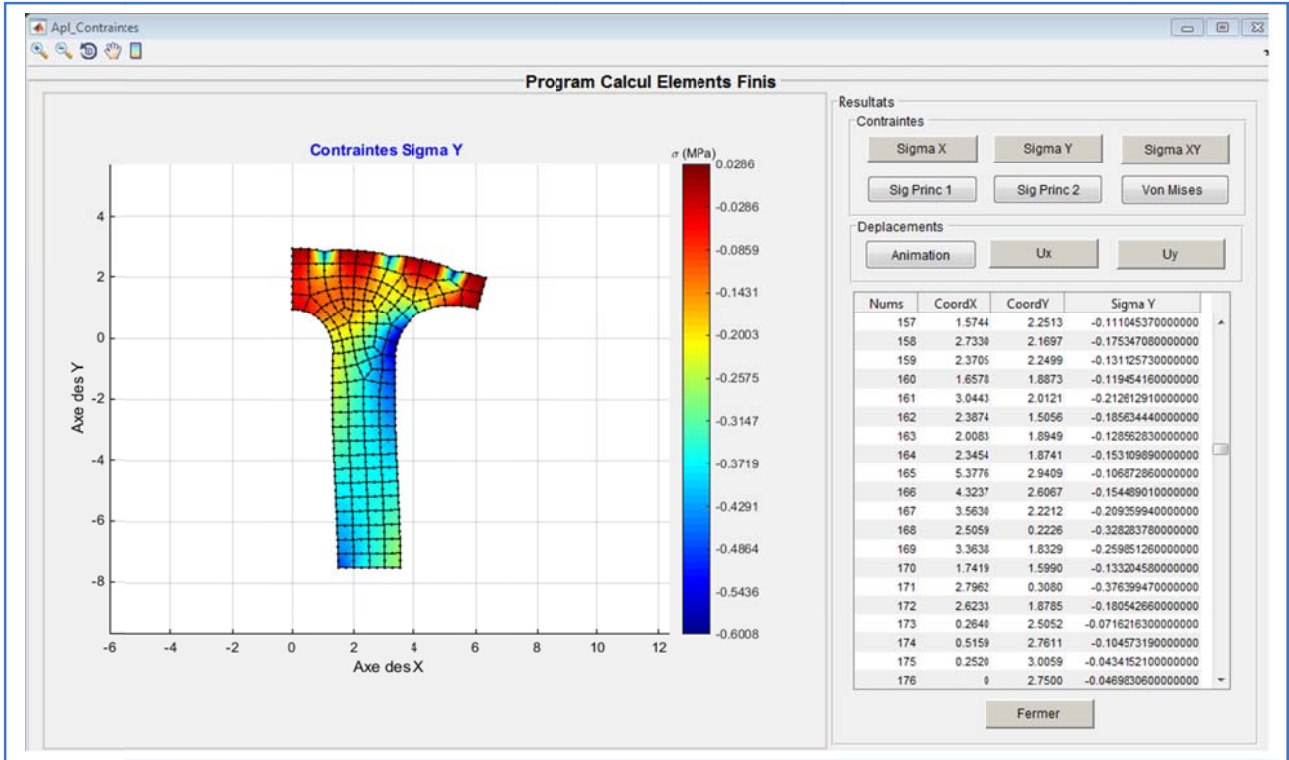 Apl_Contraintes
Program Calcul Elements Finis
Contraintes Sigma Y
σ (MPa)
0.0286
-0.0286
-0.0859
-0.1431
-0.2003
-0.2575
-0.3147
-0.3719
-0.4291
-0.4864
-0.5436
-0.6008
Axe des Y
4
2
0
-2
-4
-6
-8
-6 -4 -2 0 2 4 6 8 10 12
Axe des X
Resultats
Contraintes
Sigma X Sigma Y Sigma XY
Sig Princ 1 Sig Princ 2 Von Mises
Deplacements
Animation Ux Uy
Nums CoordX CoordY Sigma Y
157 1.5744 2.2513 -0.111045370000000
158 2.7330 2.1697 -0.175347080000000
159 2.3705 2.2499 -0.131125730000000
160 1.6578 1.8873 -0.119454160000000
161 3.0443 2.0121 -0.212612910000000
162 2.3874 1.5056 -0.185634440000000
163 2.0083 1.8949 -0.128562830000000
164 2.3454 1.8741 -0.153109890000000
165 5.3776 2.9409 -0.106872860000000
166 4.3237 2.6067 -0.154489010000000
167 3.5630 2.2212 -0.209359940000000
168 2.5059 0.2226 -0.328283780000000
169 3.3638 1.8329 -0.259851260000000
170 1.7419 1.5990 -0.133204580000000
171 2.7962 0.3080 -0.376399470000000
172 2.6233 1.8785 -0.180542660000000
173 0.2640 2.5052 -0.0716216300000000
174 0.5159 2.7611 -0.104573190000000
175 0.2520 3.0059 -0.0434152100000000
176 0 2.7500 -0.0469830600000000
Fermer